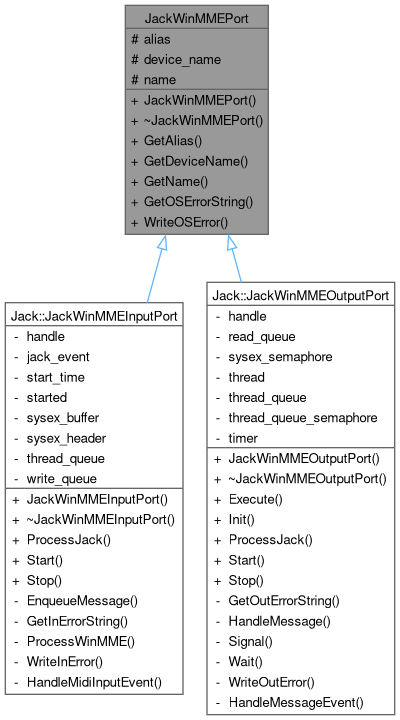 JackWinMMEPort
# alias
# device_name
# name
+ JackWinMMEPort()
+ ~JackWinMMEPort()
+ GetAlias()
+ GetDeviceName()
+ GetName()
+ GetOSErrorString()
+ WriteOSError()
Jack::JackWinMMEInputPort
- handle
- jack_event
- start_time
- started
- sysex_buffer
- sysex_header
- thread_queue
- write_queue
+ JackWinMMEInputPort()
+ ~JackWinMMEInputPort()
+ ProcessJack()
+ Start()
+ Stop()
- EnqueueMessage()
- GetInErrorString()
- ProcessWinMME()
- WriteInError()
- HandleMidiInputEvent()
Jack::JackWinMMEOutputPort
- handle
- read_queue
- sysex_semaphore
- thread
- thread_queue
- thread_queue_semaphore
- timer
+ JackWinMMEOutputPort()
+ ~JackWinMMEOutputPort()
+ Execute()
+ Init()
+ ProcessJack()
+ Start()
+ Stop()
- GetOutErrorString()
- HandleMessage()
- Signal()
- Wait()
- WriteOutError()
- HandleMessageEvent()